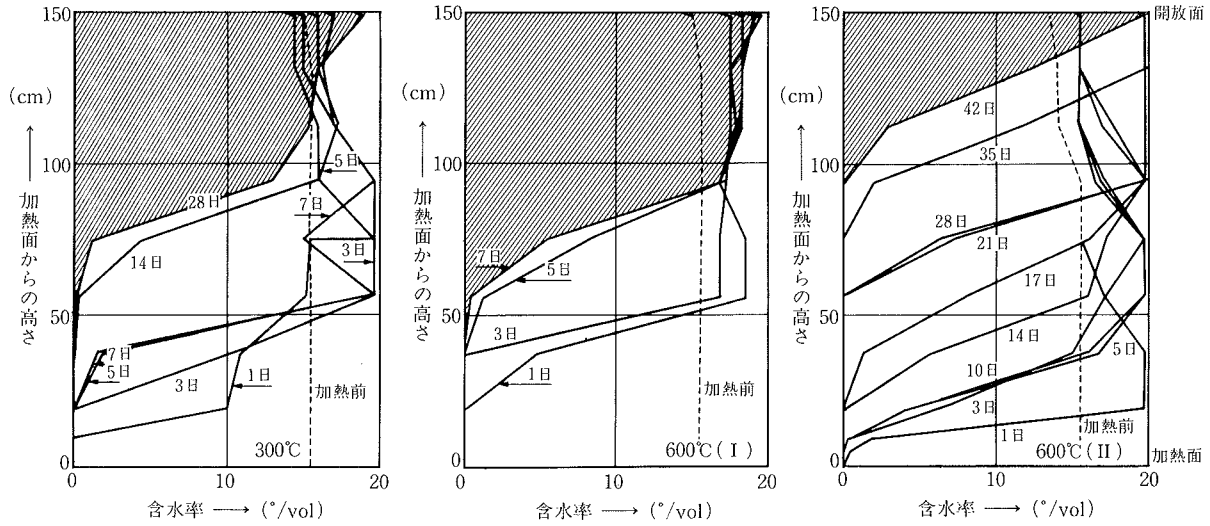 150
(cm)
加熱面からの高さ
100
50
0
28日
14日
7日
5日
3日
1日
5日
7日
3日
加熱前
300℃
0
10
20
含水率 → (°/vol)
150
(cm)
加熱面からの高さ
100
50
0
7日
5日
3日
1日
加熱前
600℃(Ⅰ)
0
10
20
含水率 → (°/vol)
150
(cm)
加熱面からの高さ
100
50
0
開放面
42日
35日
28日
21日
17日
14日
10日
3日
1日
5日
加熱前
600℃(Ⅱ)
加熱面
0
10
20
含水率 → (°/vol)